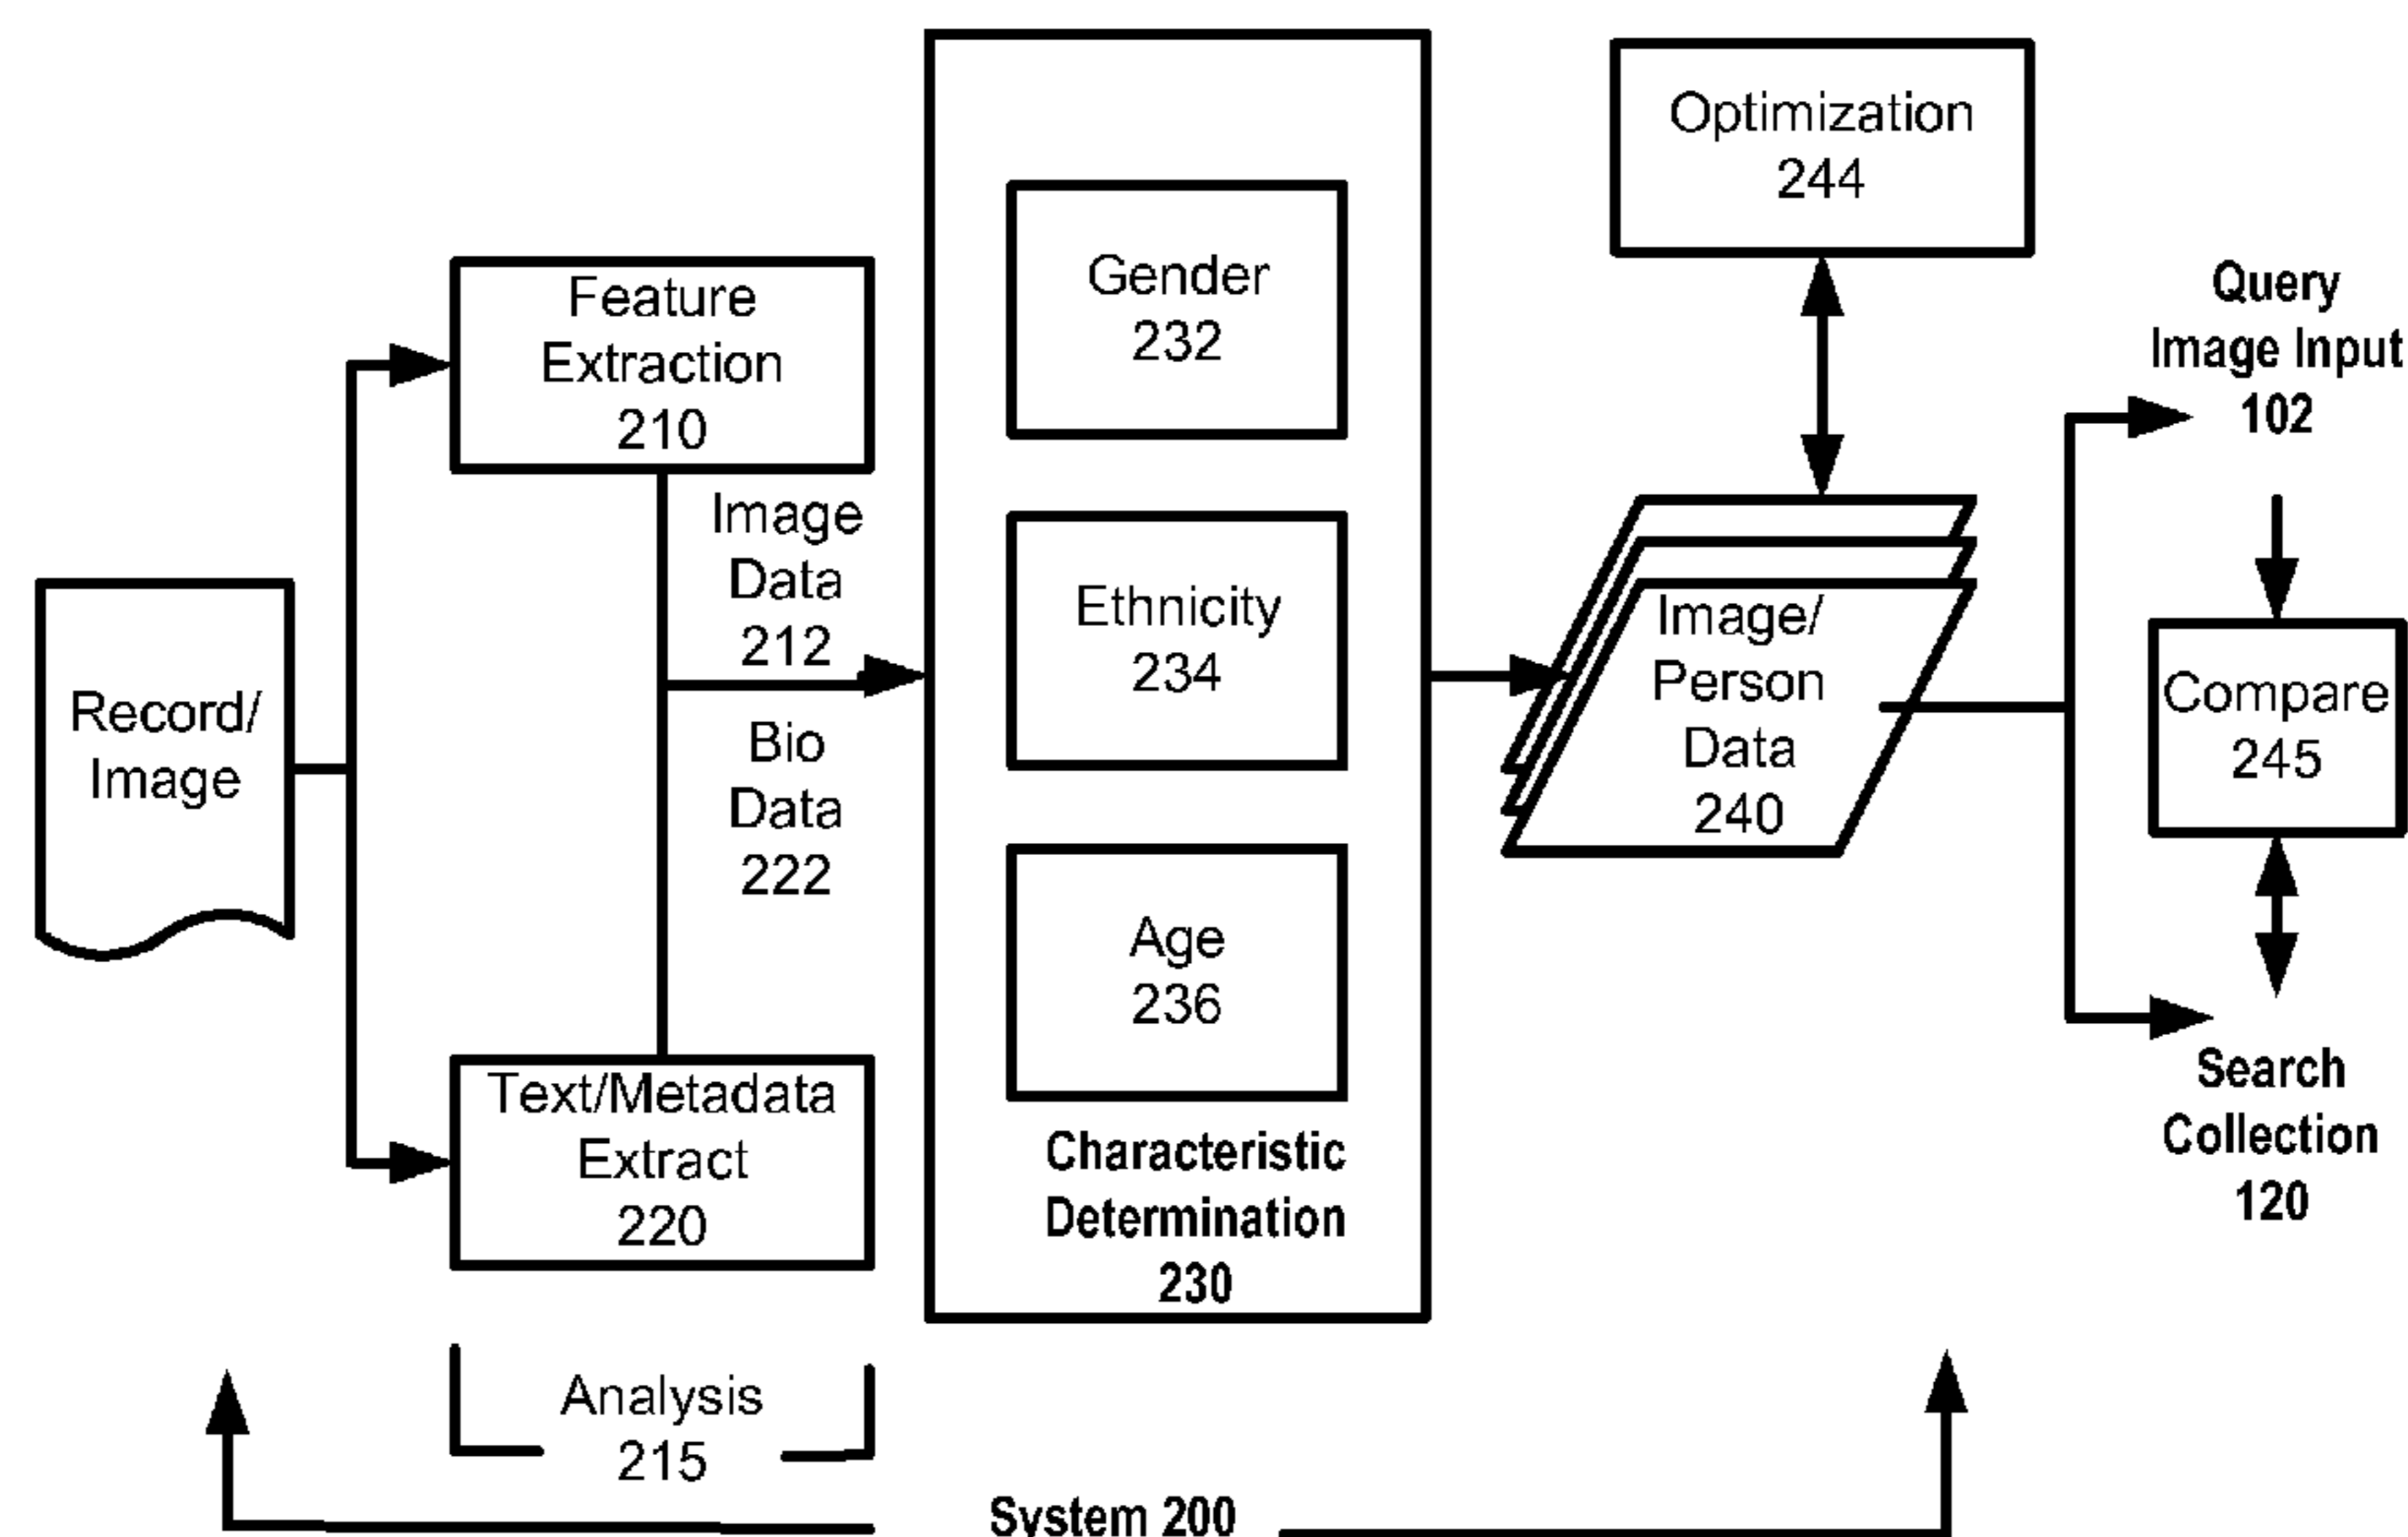 Record/
Image
Feature
Extraction
210
Image
Data
212
Bio
Data
222
Text/Metadata
Extract
220
Analysis
215
Gender
232
Ethnicity
234
Age
236
Characteristic
Determination
230
Optimization
244
Image/
Person
Data
240
Query
Image Input
102
Compare
245
Search
Collection
120
System 200